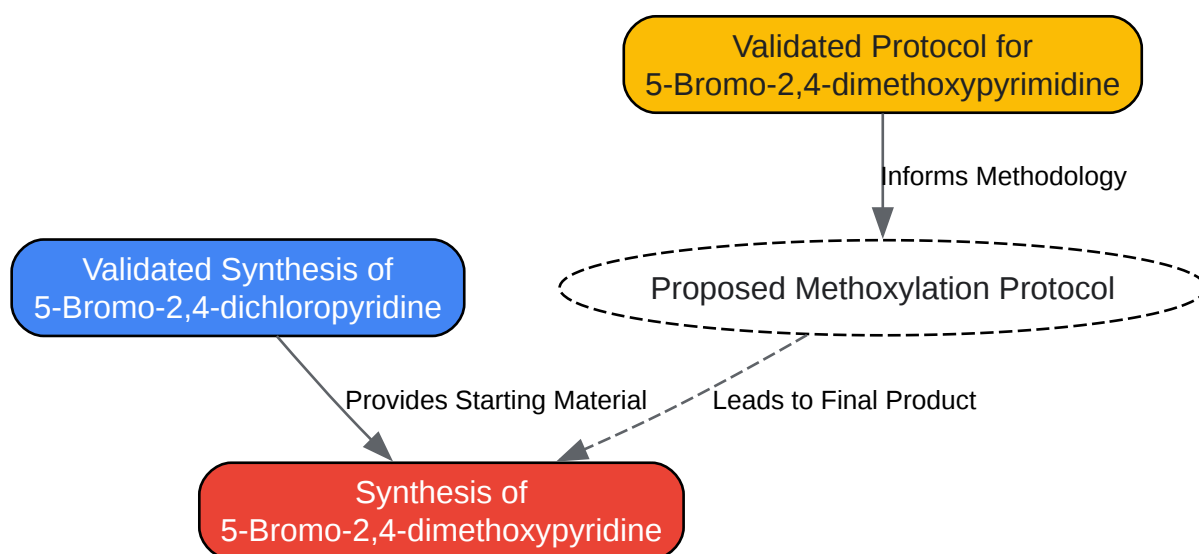 Validated Protocol for
5-Bromo-2,4-dimethoxypyrimidine
Informs Methodology
Validated Synthesis of
5-Bromo-2,4-dichloropyridine
Proposed Methoxylation Protocol
Provides Starting Material
Leads to Final Product
Synthesis of
5-Bromo-2,4-dimethoxypyridine